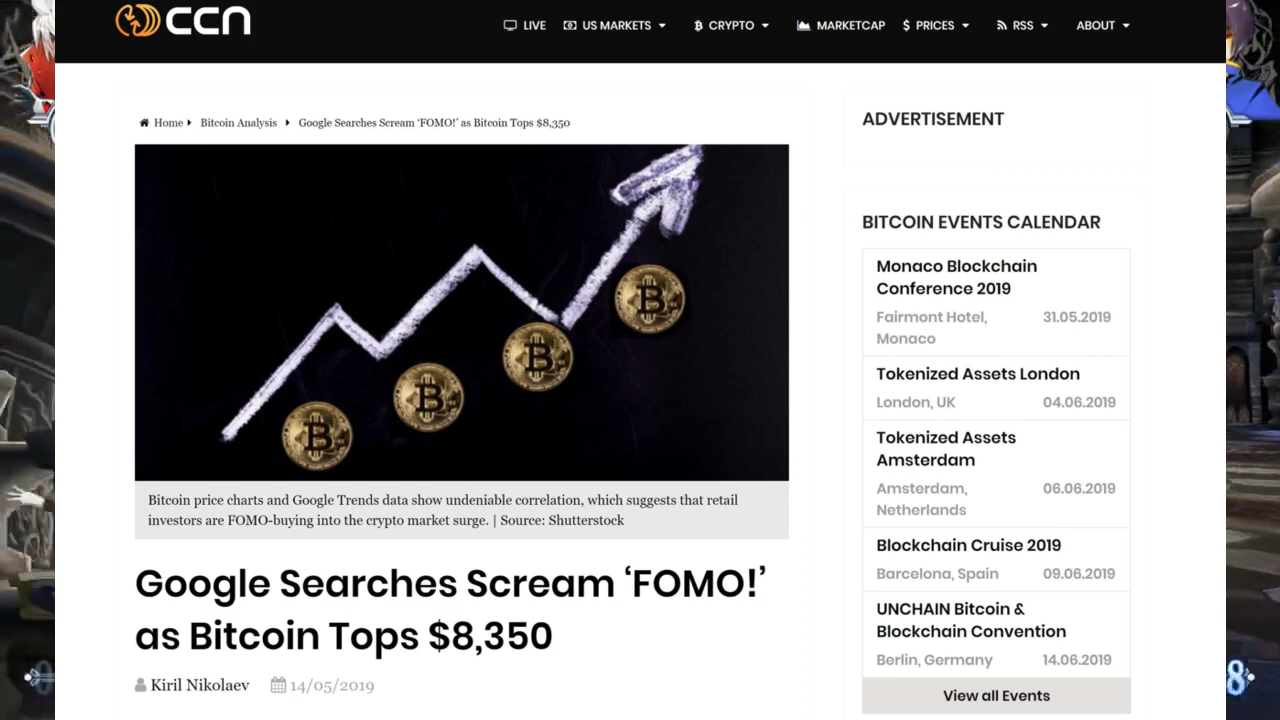 CCN
LIVE
US MARKETS
CRYPTO
MARKETCAP
PRICES
RSS
ABOUT
Home
Bitcoin Analysis
Google Searches Scream ‘FOMO!’ as Bitcoin Tops $8,350
Bitcoin price charts and Google Trends data show undeniable correlation, which suggests that retail
investors are FOMO-buying into the crypto market surge. | Source: Shutterstock
Google Searches Scream ‘FOMO!’
as Bitcoin Tops $8,350
Kiril Nikolaev
14/05/2019
ADVERTISEMENT
BITCOIN EVENTS CALENDAR
Monaco Blockchain
Conference 2019
Fairmont Hotel,
Monaco
31.05.2019
Tokenized Assets London
London, UK
04.06.2019
Tokenized Assets
Amsterdam
Amsterdam,
Netherlands
06.06.2019
Blockchain Cruise 2019
Barcelona, Spain
09.06.2019
UNCHAIN Bitcoin &
Blockchain Convention
Berlin, Germany
14.06.2019
View all Events
8